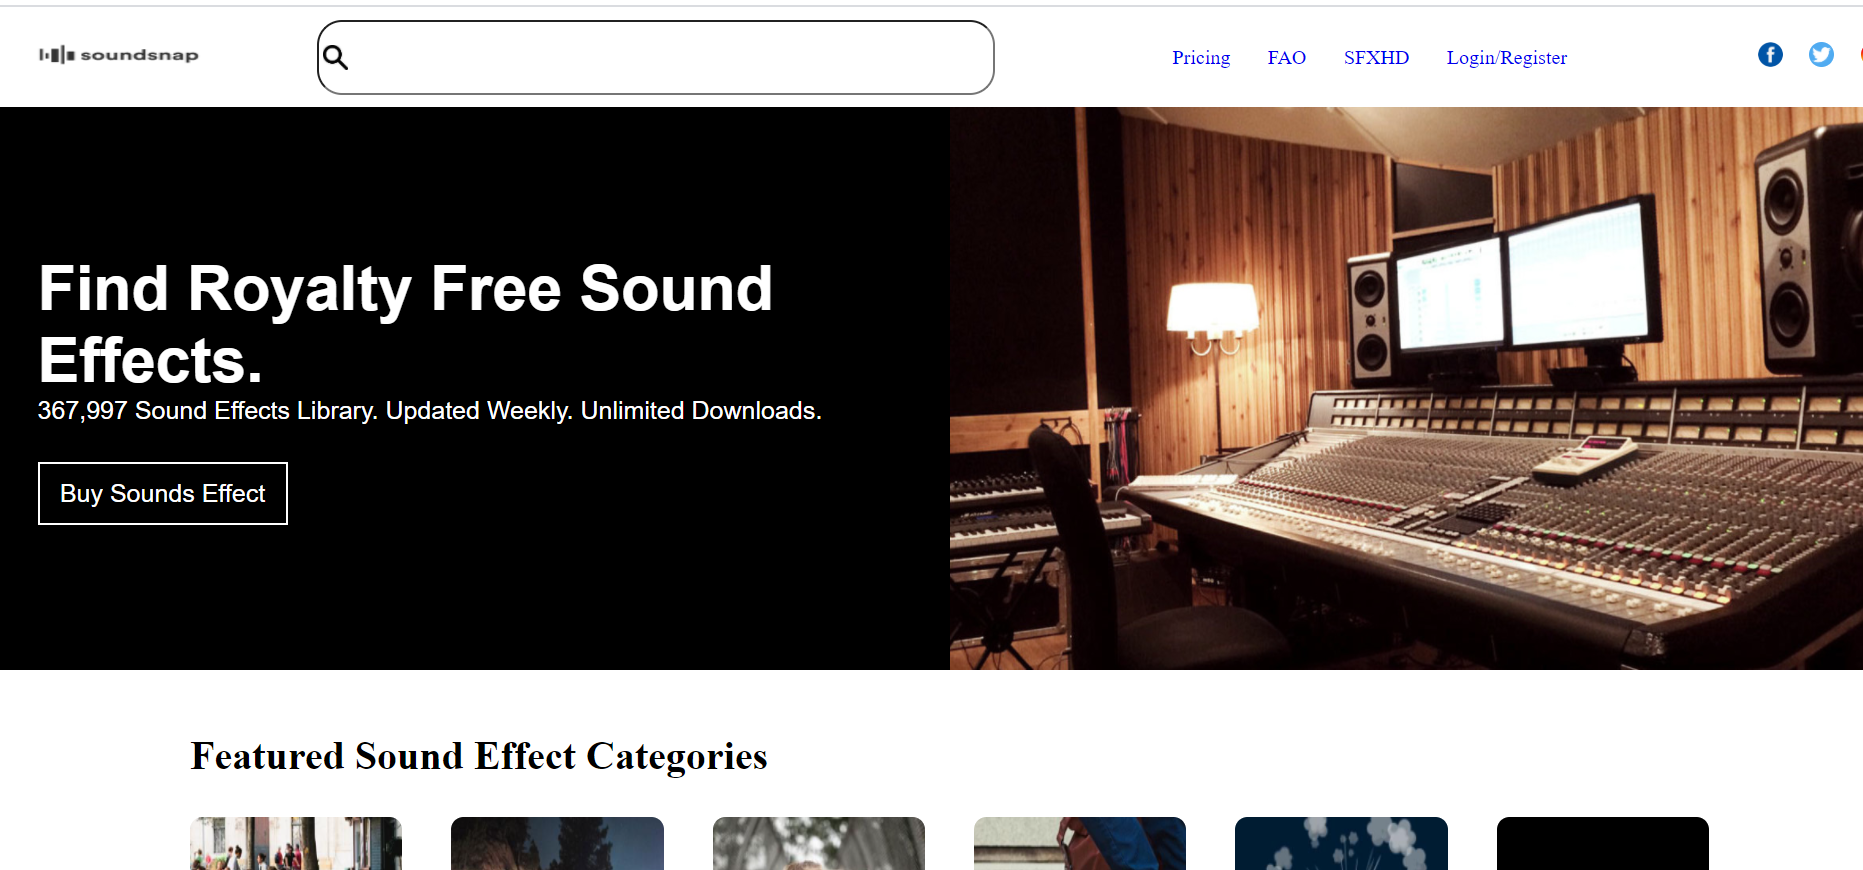 soundsnap
Pricing FAO SFXHD Login/Register
Find Royalty Free Sound
Effects.
367,997 Sound Effects Library. Updated Weekly. Unlimited Downloads.
Buy Sounds Effect
Featured Sound Effect Categories